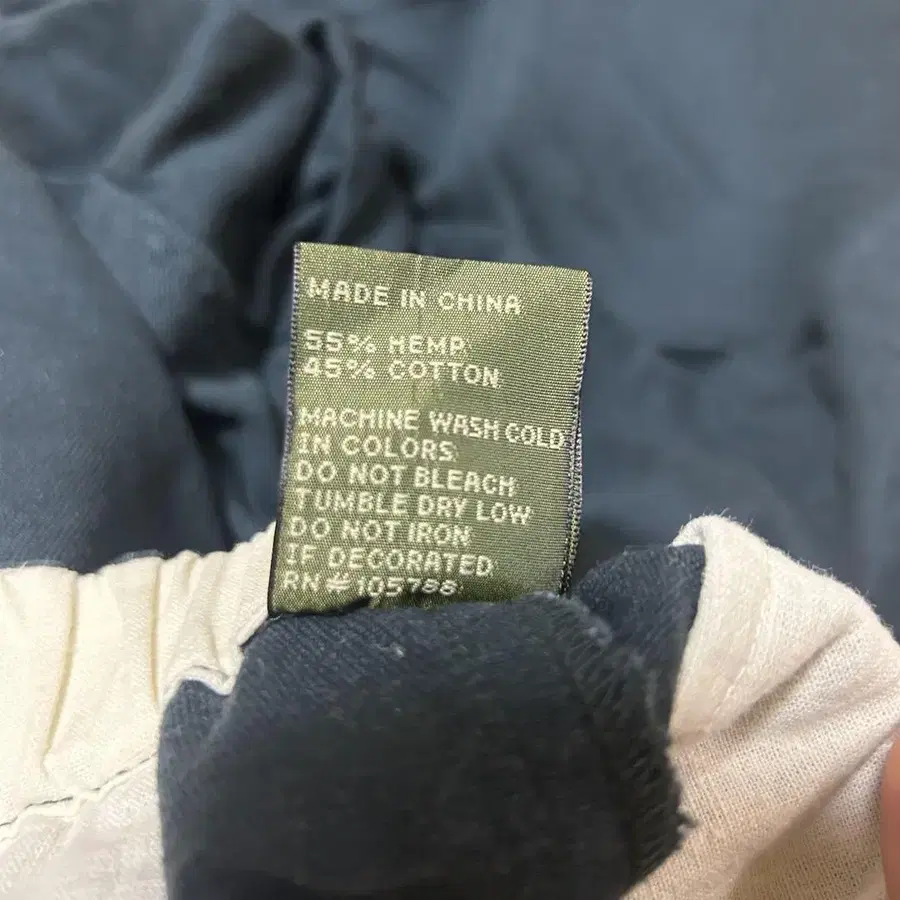 MADE IN CHINA
55% HEMP
45% COTTON
MACHINE WASH COLD
IN COLORS
DO NOT BLEACH
TUMBLE DRY LOW
DO NOT IRON
IF DECORATED
RN#105788